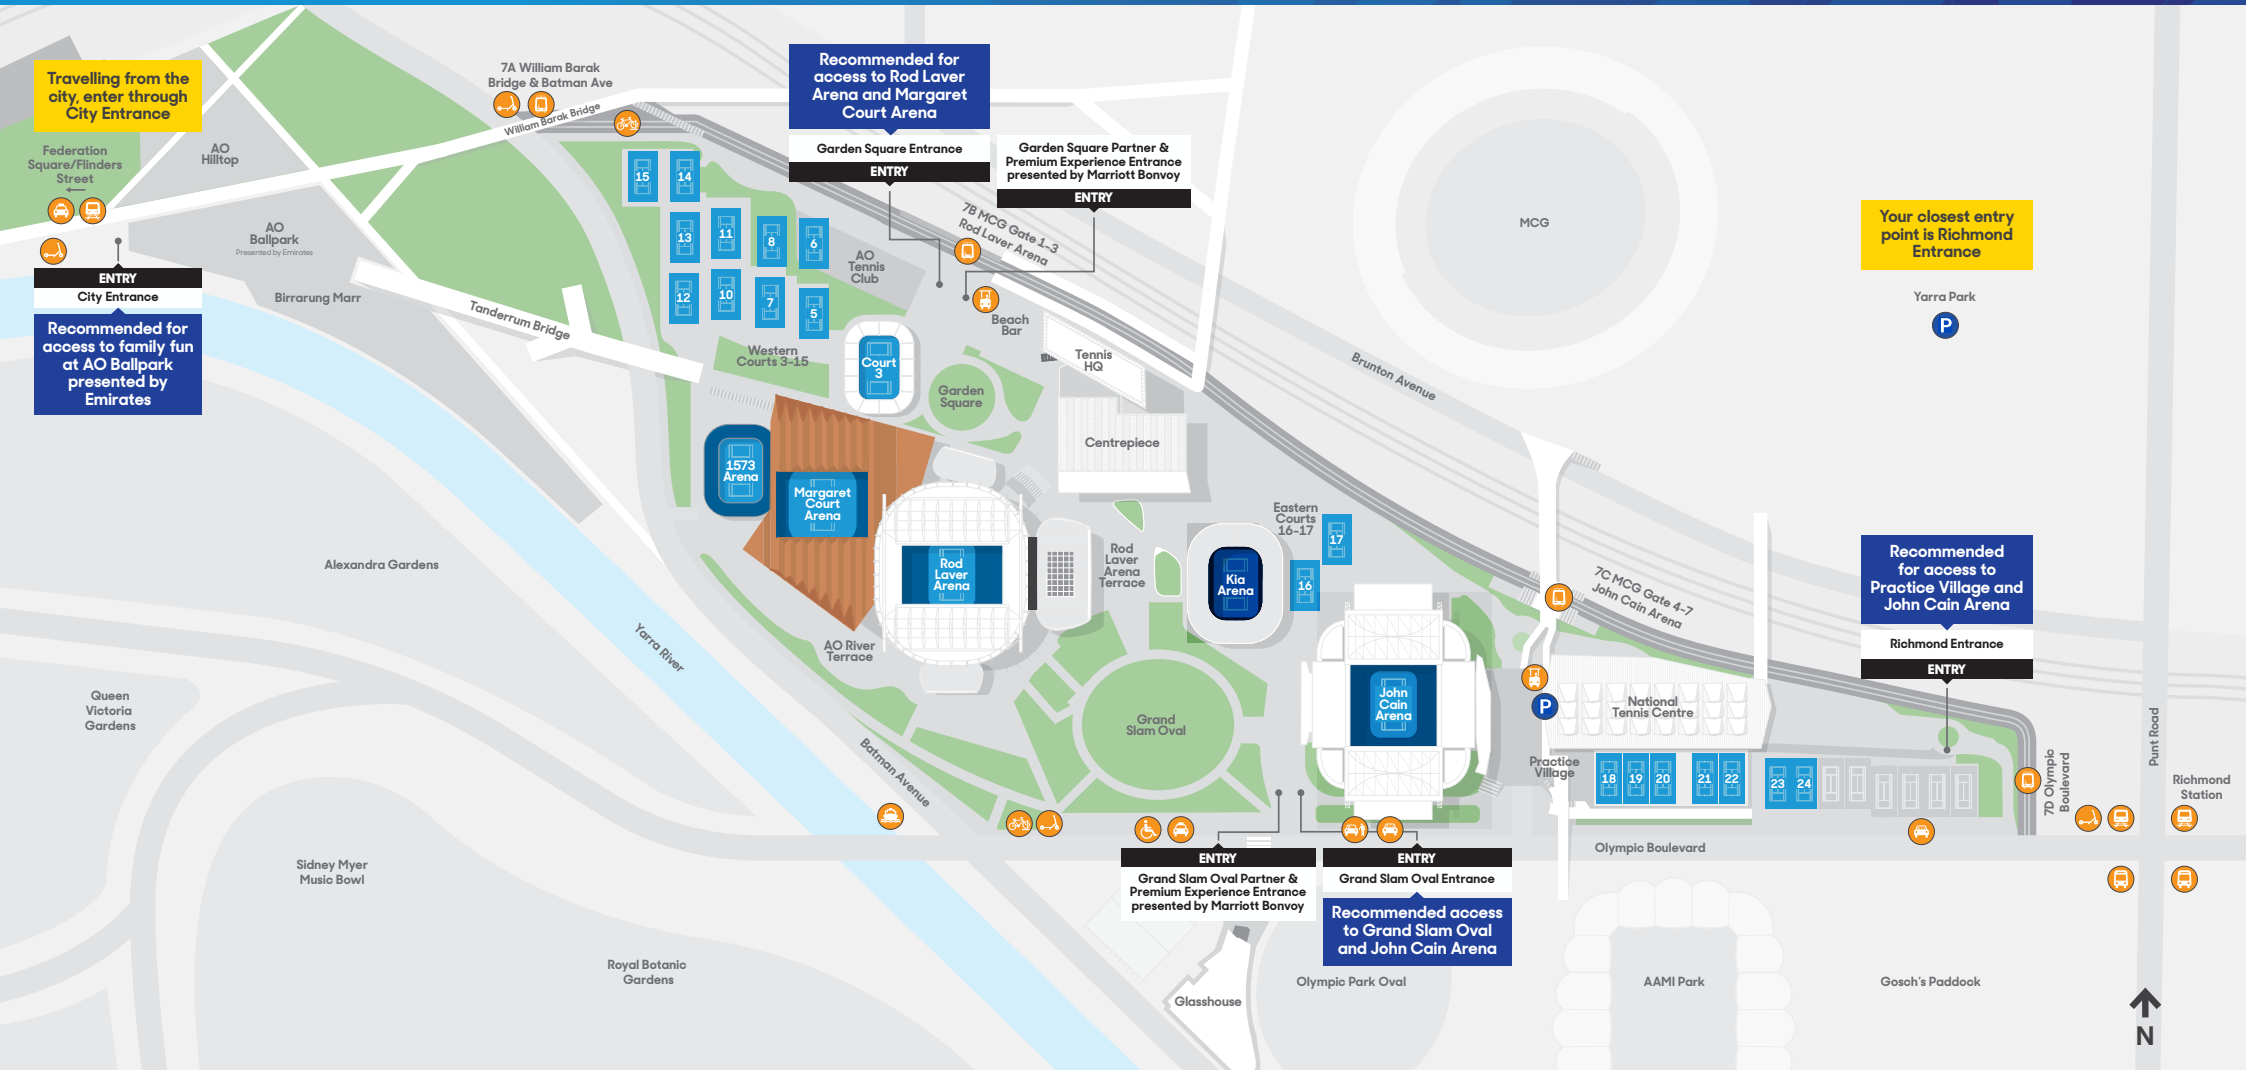 Travelling from the
city, enter through
City Entrance
Federation
Square/Flinders
Street
←
AO
Hilltop
AO
Ballpark
Presented by Emirates
ENTRY
City Entrance
Recommended for
access to family fun
at AO Ballpark
presented by
Emirates
Birrarung Marr
Tanderrum Bridge
7A William Barak
Bridge & Batman Ave
William Barak Bridge
Recommended for
access to Rod Laver
Arena and Margaret
Court Arena
Garden Square Entrance
ENTRY
Garden Square Partner &
Premium Experience Entrance
presented by Marriott Bonvoy
ENTRY
7B MCG Gate 1-3
Rod Laver Arena
15
14
13
11
8
6
12
10
7
5
AO
Tennis
Club
Western
Courts 3-15
Court
3
Garden
Square
Beach
Bar
Tennis
HQ
Centrepiece
MCG
Brunton Avenue
Your closest entry
point is Richmond
Entrance
Yarra Park
P
1573
Arena
Margaret
Court
Arena
Rod
Laver
Arena
Rod
Laver
Arena
Terrace
AO River
Terrace
Kia
Arena
Eastern
Courts
16-17
17
16
7C MCG Gate 4-7
John Cain Arena
Recommended
for access to
Practice Village and
John Cain Arena
Richmond Entrance
ENTRY
Alexandra Gardens
Yarra River
Queen
Victoria
Gardens
Grand
Slam Oval
John
Cain
Arena
P
National
Tennis Centre
Practice
Village
18
19
20
21
22
23
24
7D Olympic
Boulevard
Punt Road
Richmond
Station
Batman Avenue
Olympic Boulevard
ENTRY
Grand Slam Oval Partner &
Premium Experience Entrance
presented by Marriott Bonvoy
ENTRY
Grand Slam Oval Entrance
Recommended access
to Grand Slam Oval
and John Cain Arena
Sidney Myer
Music Bowl
Royal Botanic
Gardens
Glasshouse
Olympic Park Oval
AAMI Park
Gosch's Paddock
N